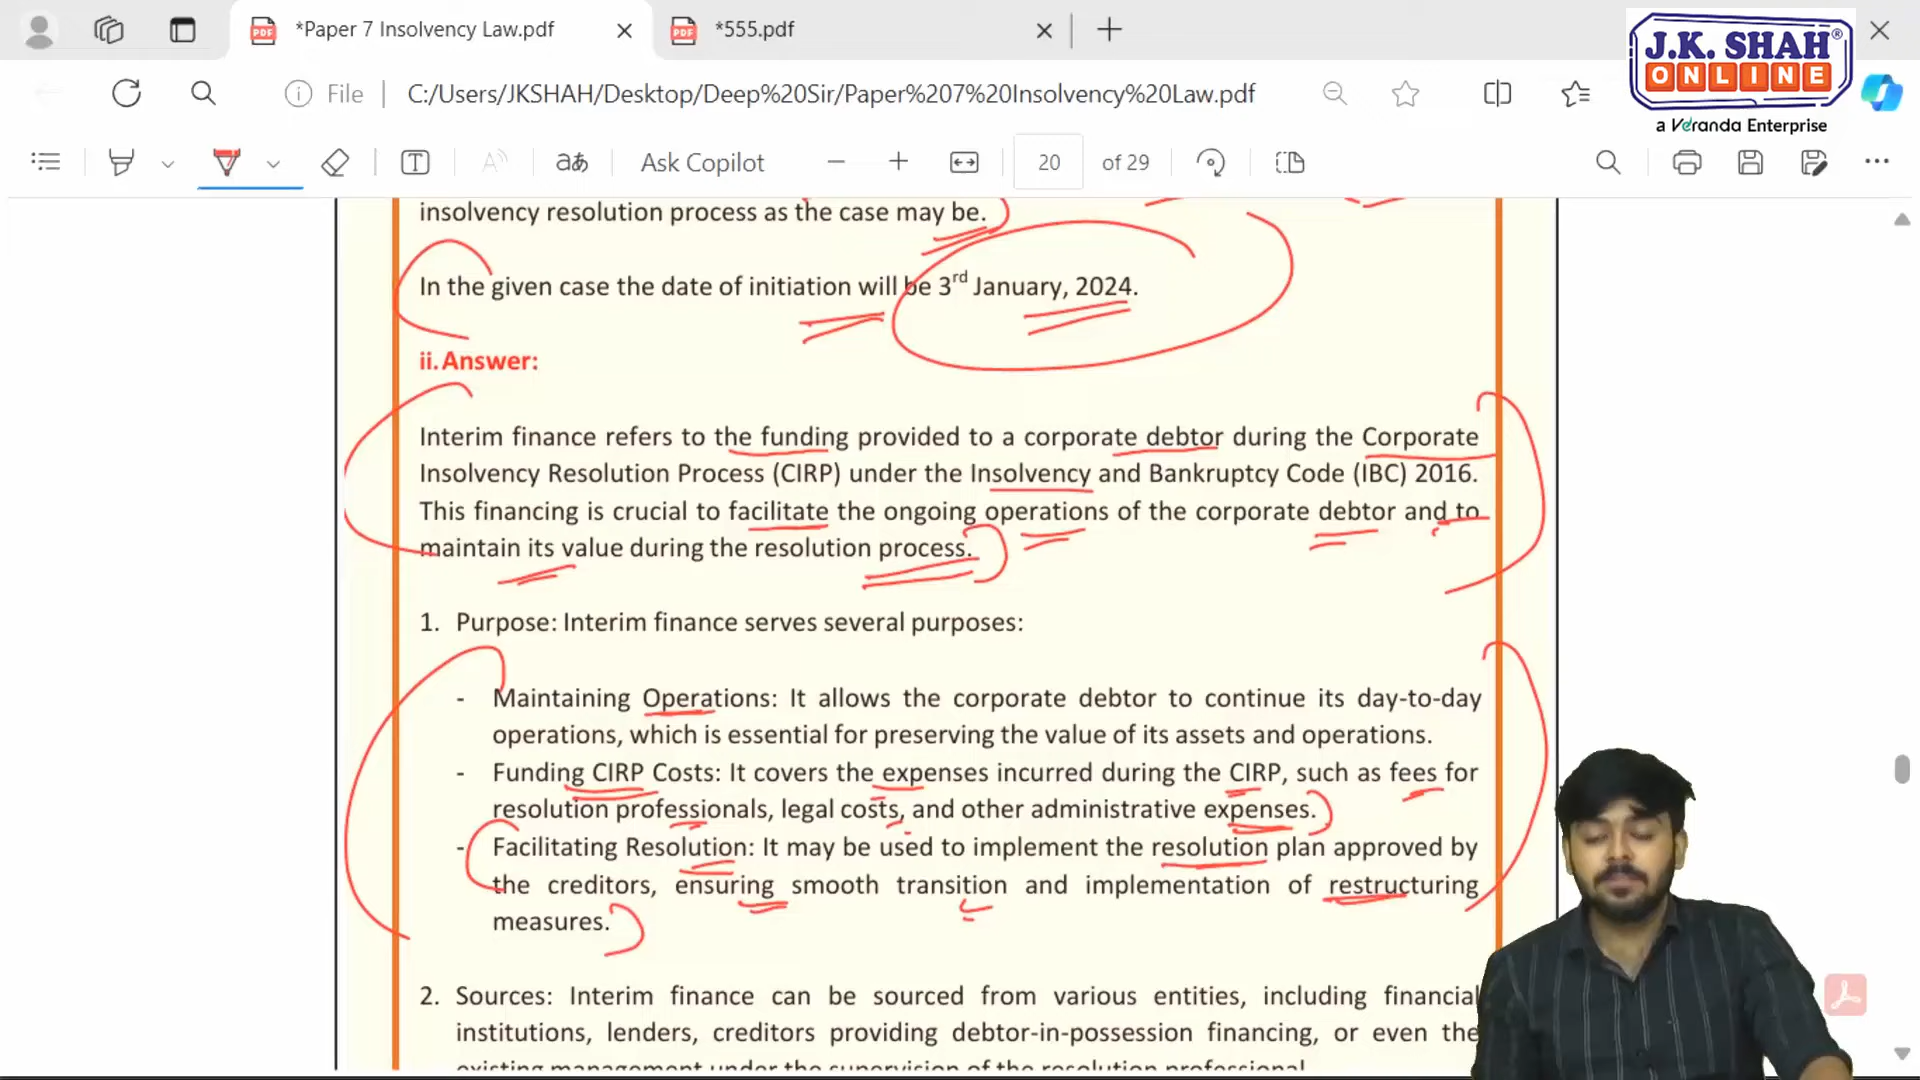 *Paper 7 Insolvency Law.pdf
*555.pdf
J.K. SHAH®
ONLINE
a Veranda Enterprise
File
C:/Users/JKSHAH/Desktop/Deep%20Sir/Paper%207%20Insolvency%20Law.pdf
Ask Copilot
20 of 29
insolvency resolution process as the case may be.
In the given case the date of initiation will be 3rd January, 2024.
ii. Answer:
Interim finance refers to the funding provided to a corporate debtor during the Corporate
Insolvency Resolution Process (CIRP) under the Insolvency and Bankruptcy Code (IBC) 2016.
This financing is crucial to facilitate the ongoing operations of the corporate debtor and to
maintain its value during the resolution process.
1. Purpose: Interim finance serves several purposes:
- Maintaining Operations: It allows the corporate debtor to continue its day-to-day
operations, which is essential for preserving the value of its assets and operations.
- Funding CIRP Costs: It covers the expenses incurred during the CIRP, such as fees for
resolution professionals, legal costs, and other administrative expenses.
- Facilitating Resolution: It may be used to implement the resolution plan approved by
the creditors, ensuring smooth transition and implementation of restructuring
measures.
2. Sources: Interim finance can be sourced from various entities, including financial
institutions, lenders, creditors providing debtor-in-possession financing, or even the
existing management under the supervision of the resolution professional.